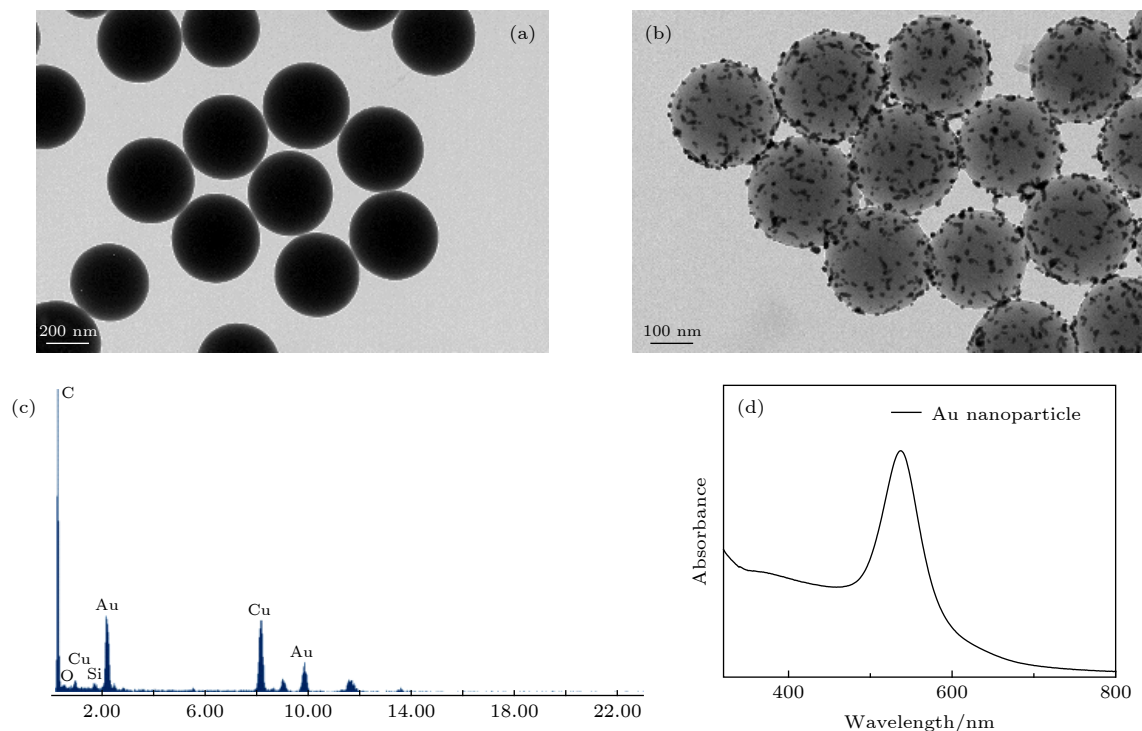 (a)
200 nm
(b)
100 nm
(c)
C
Au
Cu
Cu
Au
O
Si
2.00 6.00 10.00 14.00 18.00 22.00
(d)
Au nanoparticle
Absorbance
400 600 800
Wavelength/nm